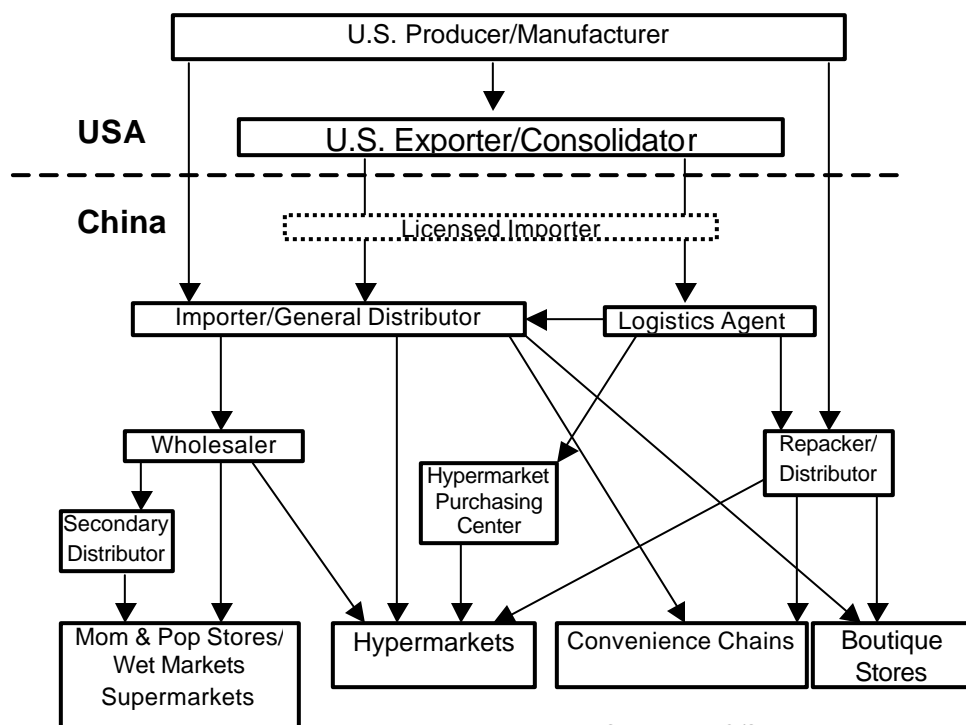 U.S. Producer/Manufacturer
USA
U.S. Exporter/Consolidator
China
Licensed Importer
Importer/General Distributor
Logistics Agent
Wholesaler
Repacker/
Distributor
Hypermarket
Purchasing
Center
Secondary
Distributor
Mom & Pop Stores/
Wet Markets
Supermarkets
Hypermarkets
Convenience Chains
Boutique
Stores